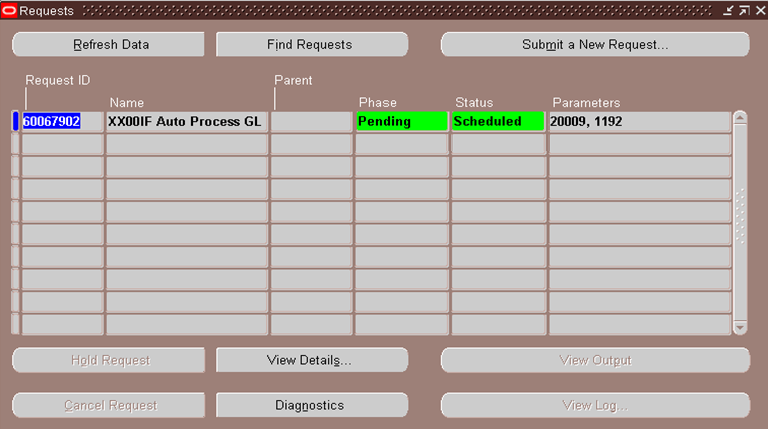 Requests
Refresh Data
Find Requests
Submit a New Request...
Request ID
Parent
Name
Phase
Status
Parameters
60067902
XX00IF Auto Process GL
Pending
Scheduled
20009, 1192
Hold Request
View Details...
View Output
Cancel Request
Diagnostics
View Log...